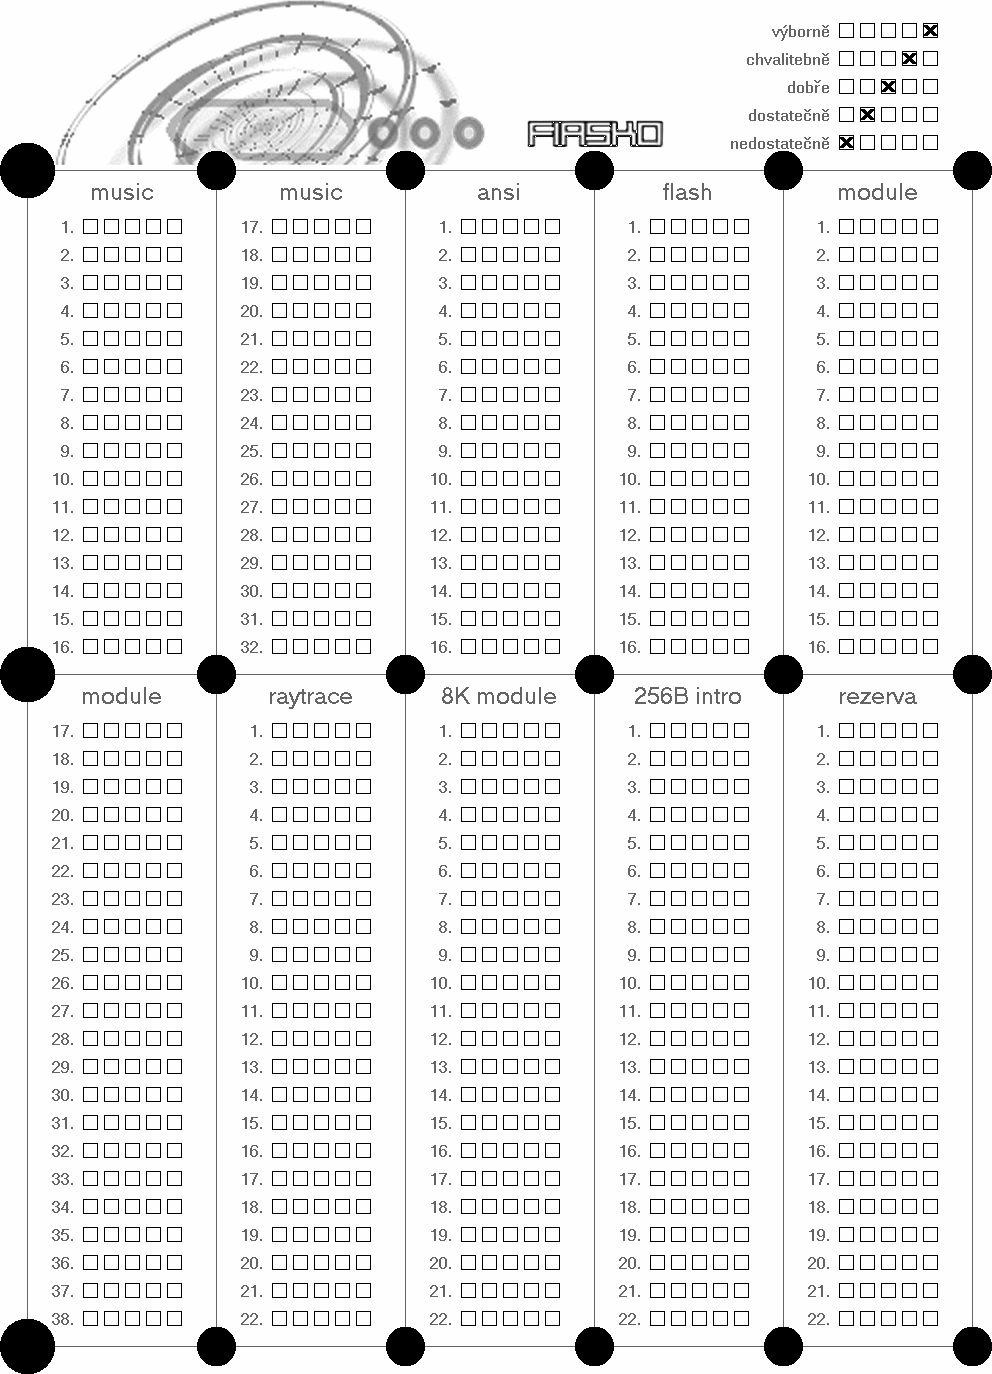 výborně
chvalitebně
dobře
dostatečně
nedostatečně
FIASKO
music music ansi flash module
1. 17. 1. 1. 1.
2. 18. 2. 2. 2.
3. 19. 3. 3. 3.
4. 20. 4. 4. 4.
5. 21. 5. 5. 5.
6. 22. 6. 6. 6.
7. 23. 7. 7. 7.
8. 24. 8. 8. 8.
9. 25. 9. 9. 9.
10. 26. 10. 10. 10.
11. 27. 11. 11. 11.
12. 28. 12. 12. 12.
13. 29. 13. 13. 13.
14. 30. 14. 14. 14.
15. 31. 15. 15. 15.
16. 32. 16. 16. 16.
module raytrace 8K module 256B intro rezerva
17. 1. 1. 1. 1.
18. 2. 2. 2. 2.
19. 3. 3. 3. 3.
20. 4. 4. 4. 4.
21. 5. 5. 5. 5.
22. 6. 6. 6. 6.
23. 7. 7. 7. 7.
24. 8. 8. 8. 8.
25. 9. 9. 9. 9.
26. 10. 10. 10. 10.
27. 11. 11. 11. 11.
28. 12. 12. 12. 12.
29. 13. 13. 13. 13.
30. 14. 14. 14. 14.
31. 15. 15. 15. 15.
32. 16. 16. 16. 16.
33. 17. 17. 17. 17.
34. 18. 18. 18. 18.
35. 19. 19. 19. 19.
36. 20. 20. 20. 20.
37. 21. 21. 21. 21.
38. 22. 22. 22. 22.